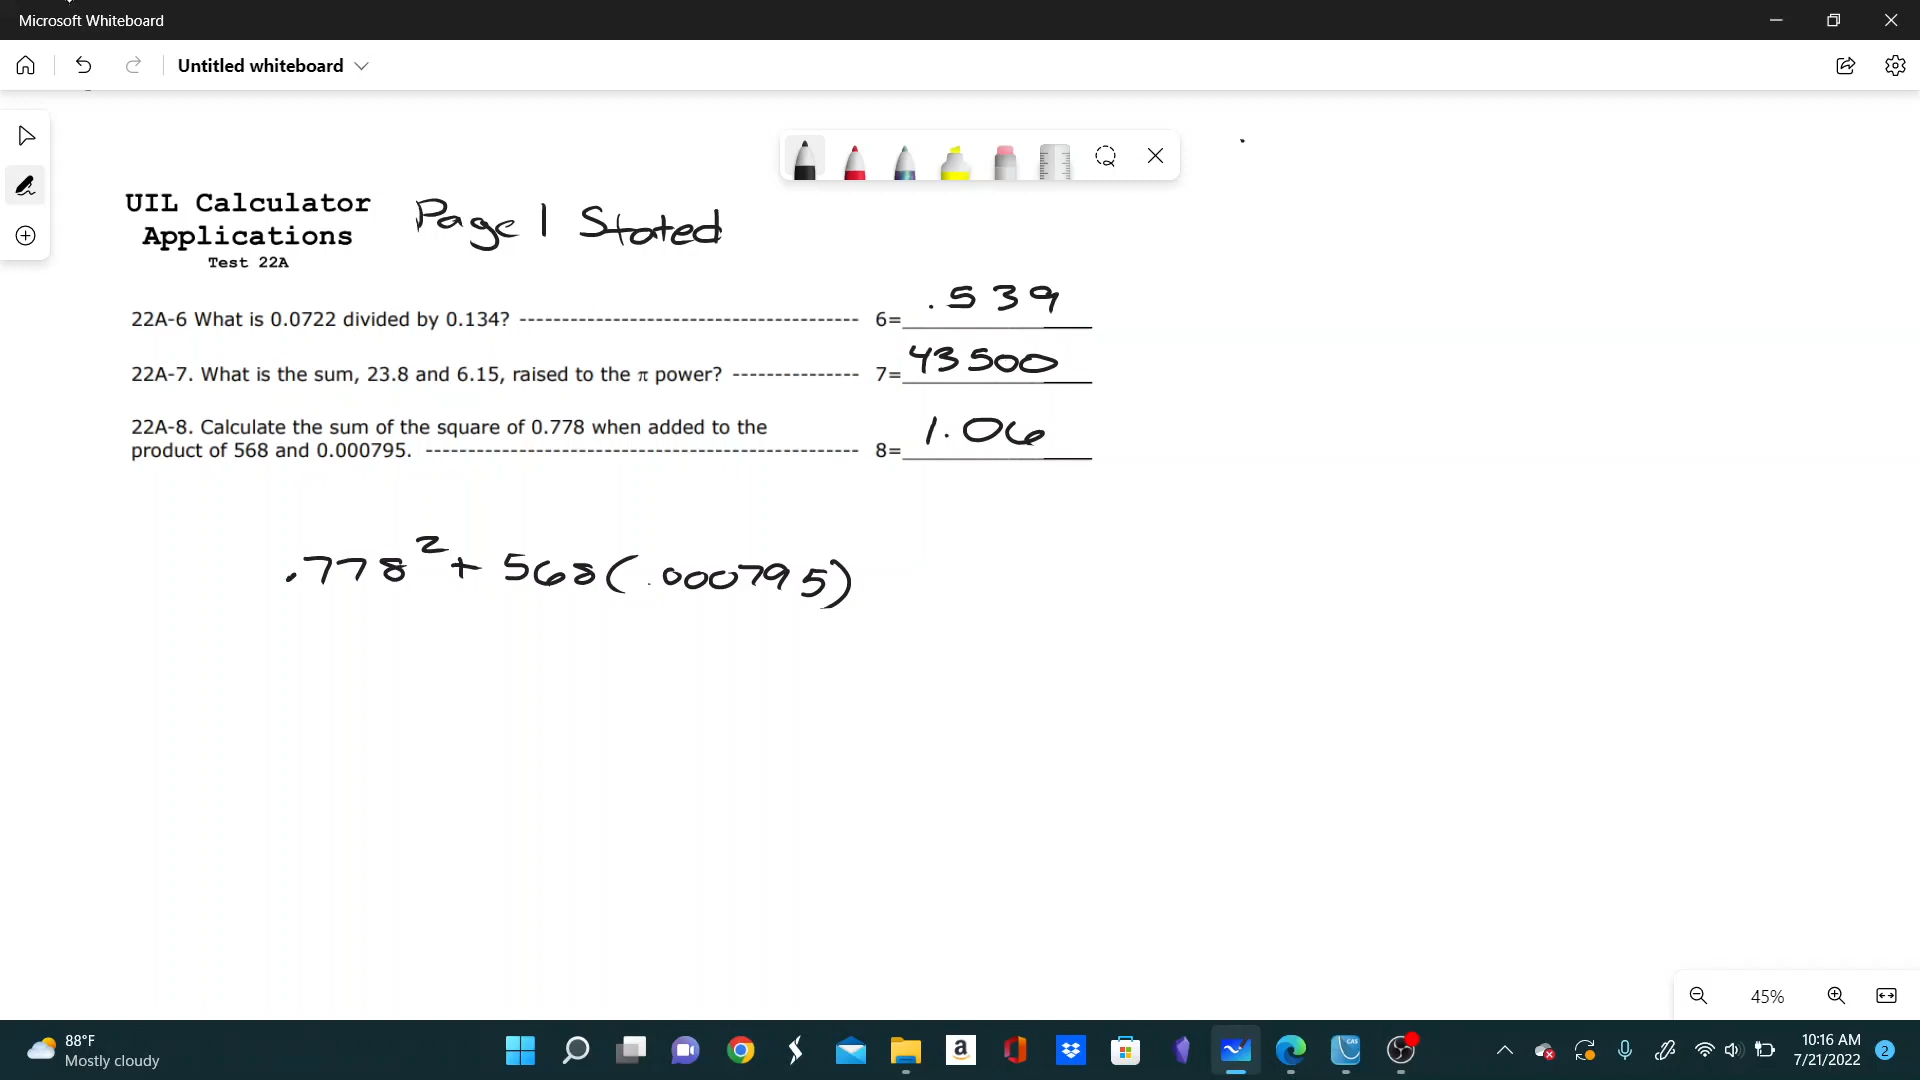 Microsoft Whiteboard
Untitled whiteboard
UIL Calculator
Applications
Test 22A
Page 1 Stated
22A-6 What is 0.0722 divided by 0.134? ---------------------------------------- 6= .539
22A-7. What is the sum, 23.8 and 6.15, raised to the π power? --------------- 7= 43500
22A-8. Calculate the sum of the square of 0.778 when added to the
product of 568 and 0.000795. --------------------------------------------------- 8= 1.06
.778² + 568(.000795)
45%
88°F
Mostly cloudy
a
CAS
10:16 AM
7/21/2022
2